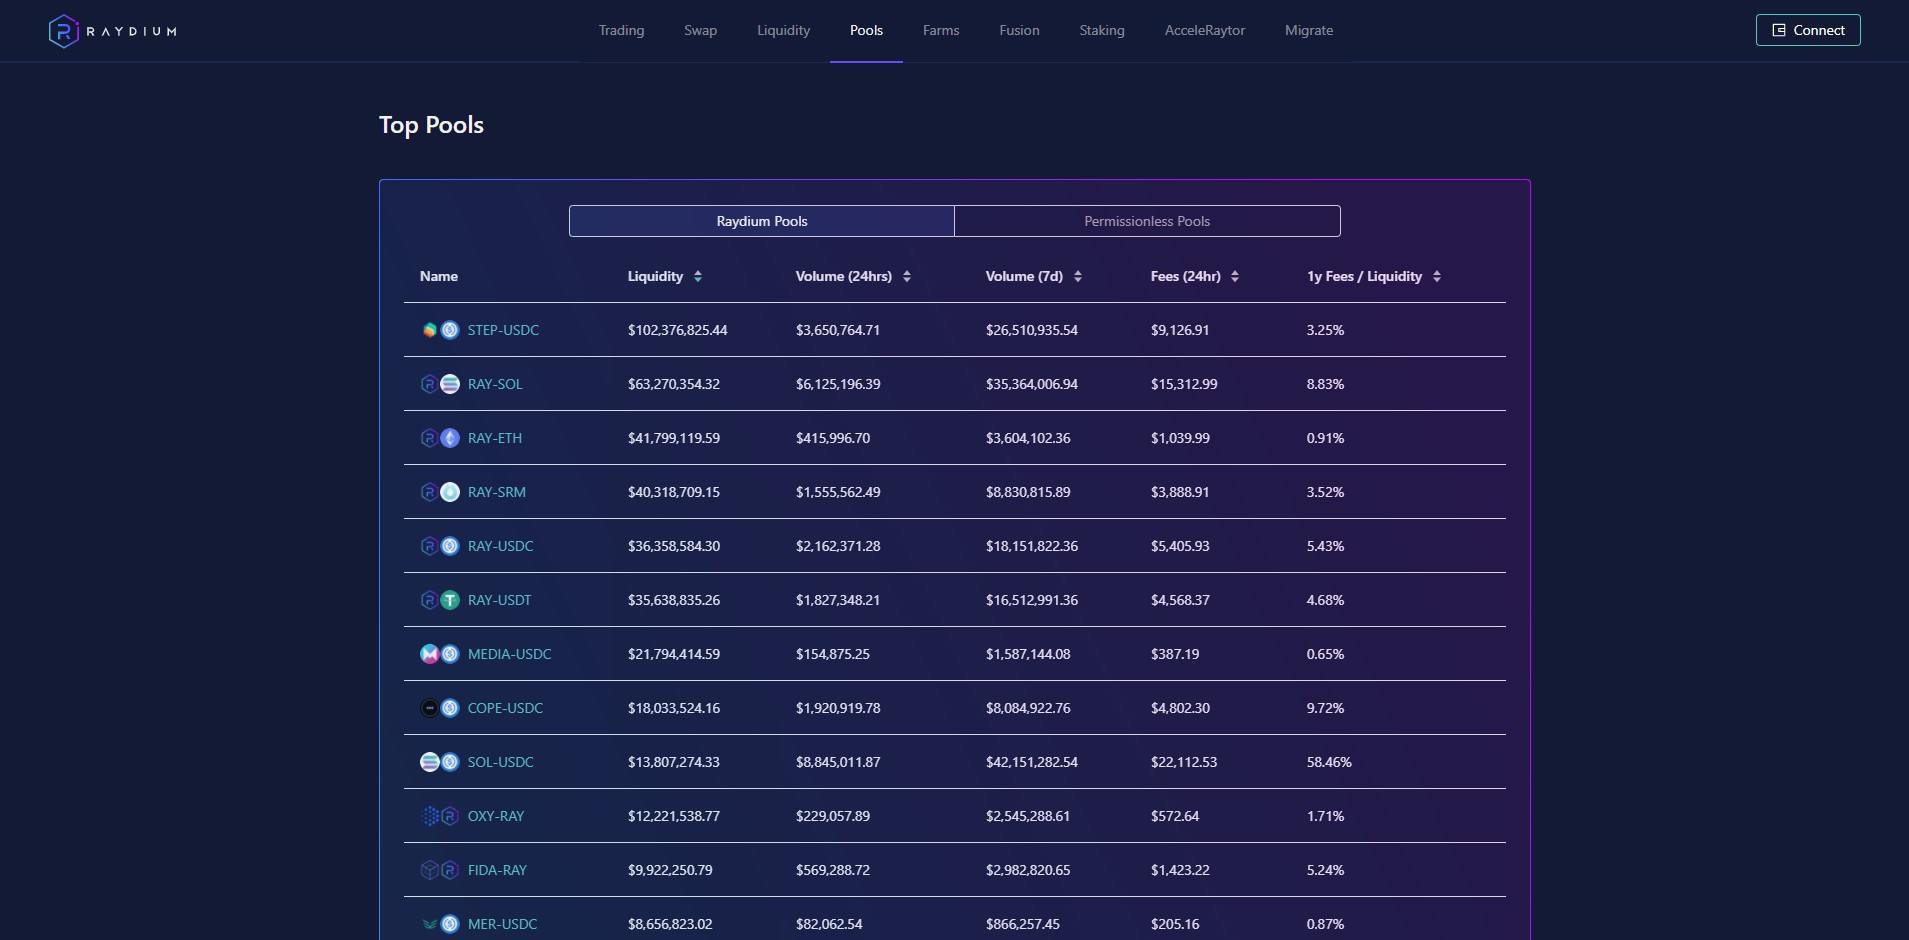 RAYDIUM Trading Swap Liquidity Pools Farms Fusion Staking AcceleRaytor Migrate Connect
Top Pools
Raydium Pools Permissionless Pools
Name Liquidity Volume (24hrs) Volume (7d) Fees (24hr) 1y Fees / Liquidity
STEP-USDC $102,376,825.44 $3,650,764.71 $26,510,935.54 $9,126.91 3.25%
RAY-SOL $63,270,354.32 $6,125,196.39 $35,364,006.94 $15,312.99 8.83%
RAY-ETH $41,799,119.59 $415,996.70 $3,604,102.36 $1,039.99 0.91%
RAY-SRM $40,318,709.15 $1,555,562.49 $8,830,815.89 $3,888.91 3.52%
RAY-USDC $36,358,584.30 $2,162,371.28 $18,151,822.36 $5,405.93 5.43%
RAY-USDT $35,638,835.26 $1,827,348.21 $16,512,991.36 $4,568.37 4.68%
MEDIA-USDC $21,794,414.59 $154,875.25 $1,587,144.08 $387.19 0.65%
COPE-USDC $18,033,524.16 $1,920,919.78 $8,084,922.76 $4,802.30 9.72%
SOL-USDC $13,807,274.33 $8,845,011.87 $42,151,282.54 $22,112.53 58.46%
OXY-RAY $12,221,538.77 $229,057.89 $2,545,288.61 $572.64 1.71%
FIDA-RAY $9,922,250.79 $569,288.72 $2,982,820.65 $1,423.22 5.24%
MER-USDC $8,656,823.02 $82,062.54 $866,257.45 $205.16 0.87%